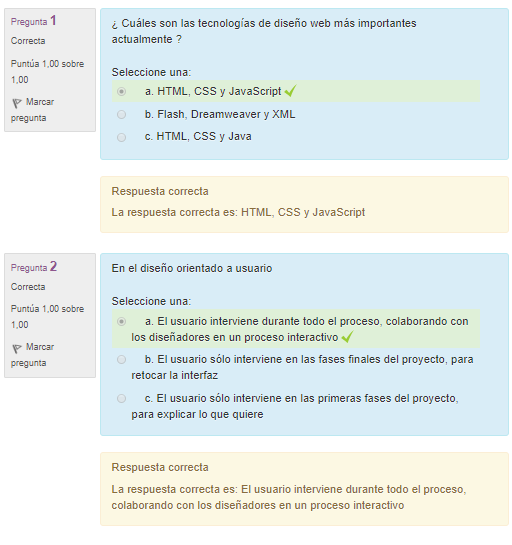 Pregunta 1
Correcta
Puntúa 1,00 sobre
1,00
Marcar
pregunta
¿ Cuáles son las tecnologías de diseño web más importantes
actualmente ?
Seleccione una:
a. HTML, CSS y JavaScript
b. Flash, Dreamweaver y XML
c. HTML, CSS y Java
Respuesta correcta
La respuesta correcta es: HTML, CSS y JavaScript
Pregunta 2
Correcta
Puntúa 1,00 sobre
1,00
Marcar
pregunta
En el diseño orientado a usuario
Seleccione una:
a. El usuario interviene durante todo el proceso, colaborando con
los diseñadores en un proceso interactivo
b. El usuario sólo interviene en las fases finales del proyecto, para
retocar la interfaz
c. El usuario sólo interviene en las primeras fases del proyecto,
para explicar lo que quiere
Respuesta correcta
La respuesta correcta es: El usuario interviene durante todo el proceso,
colaborando con los diseñadores en un proceso interactivo